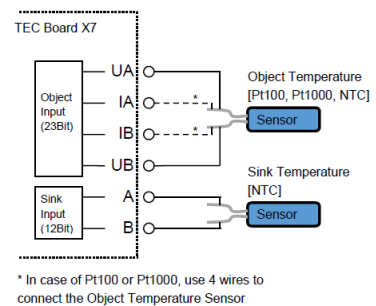 TEC Board X7
Object
Input
(23Bit)
UA
IA
IB
UB
*
*
Object Temperature
[Pt100, Pt1000, NTC]
Sensor
Sink
Input
(12Bit)
A
B
Sink Temperature
[NTC]
Sensor
* In case of Pt100 or Pt1000, use 4 wires to
connect the Object Temperature Sensor